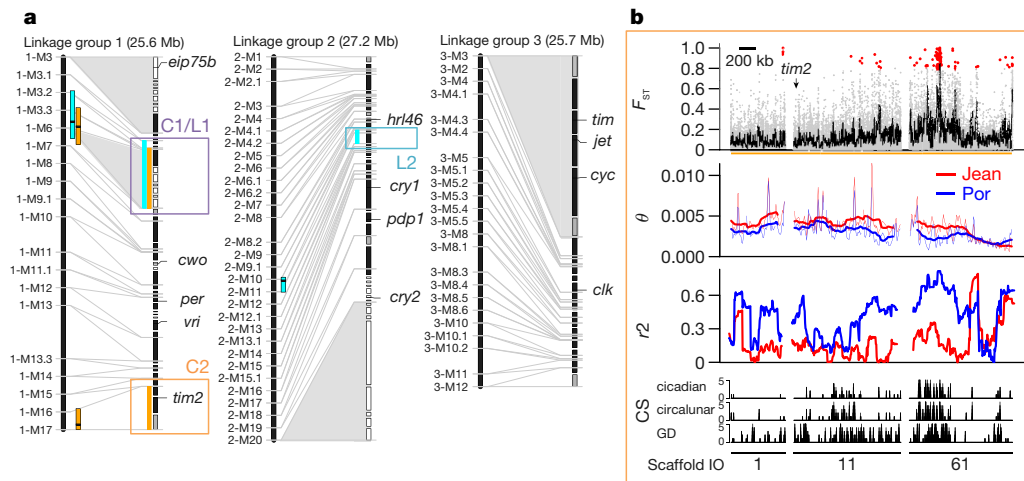 a
Linkage group 1 (25.6 Mb)
1-M3
1-M3.1
1-M3.2
1-M3.3
1-M6
1-M7
1-M8
1-M9
1-M9.1
1-M10
1-M11
1-M11.1
1-M12
1-M13
1-M13.3
1-M14
1-M15
1-M16
1-M17
eip75b
C1/L1
cwo
per
vri
C2
tim2
Linkage group 2 (27.2 Mb)
2-M1
2-M2
2-M2.1
2-M3
2-M4
2-M4.1
2-M4.2
2-M5
2-M6
2-M6.1
2-M6.2
2-M7
2-M8
2-M8.2
2-M9
2-M9.1
2-M10
2-M11
2-M12
2-M12.1
2-M13
2-M13.1
2-M14
2-M15
2-M15.1
2-M16
2-M17
2-M18
2-M19
2-M20
hrl46
L2
cry1
pdp1
cry2
Linkage group 3 (25.7 Mb)
3-M3
3-M2
3-M4
3-M4.1
3-M4.3
3-M4.4
3-M5
3-M5.1
3-M5.2
3-M5.3
3-M5.4
3-M5.5
3-M8
3-M8.1
3-M8.3
3-M8.4
3-M8.5
3-M8.6
3-M10
3-M10.1
3-M10.2
3-M11
3-M12
tim
jet
cyc
clk
b
1.0
0.8
0.6
0.4
0.2
0
FST
200 kb
tim2
0.010
0.005
0.000
θ
Jean
Por
0.6
0.3
0
r2
CS
cicadian
5
0
circalunar
5
0
GD
5
0
Scaffold IO
1
11
61